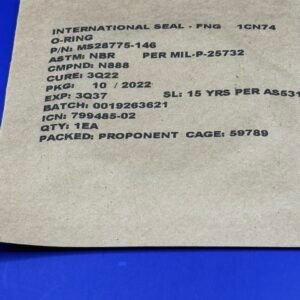 INTERNATIONAL SEAL - FNG 1CN74
O-RING
P/N: MS28775-146
ASTM: NBR PER MIL-P-25732
CMPND: N888
CURE: 3Q22
PKG: 10 / 2022
EXP: 3Q37 SL: 15 YRS PER AS531
BATCH: 0019263621
ICN: 799485-02
QTY: 1EA
PACKED: PROPONENT CAGE: 59789